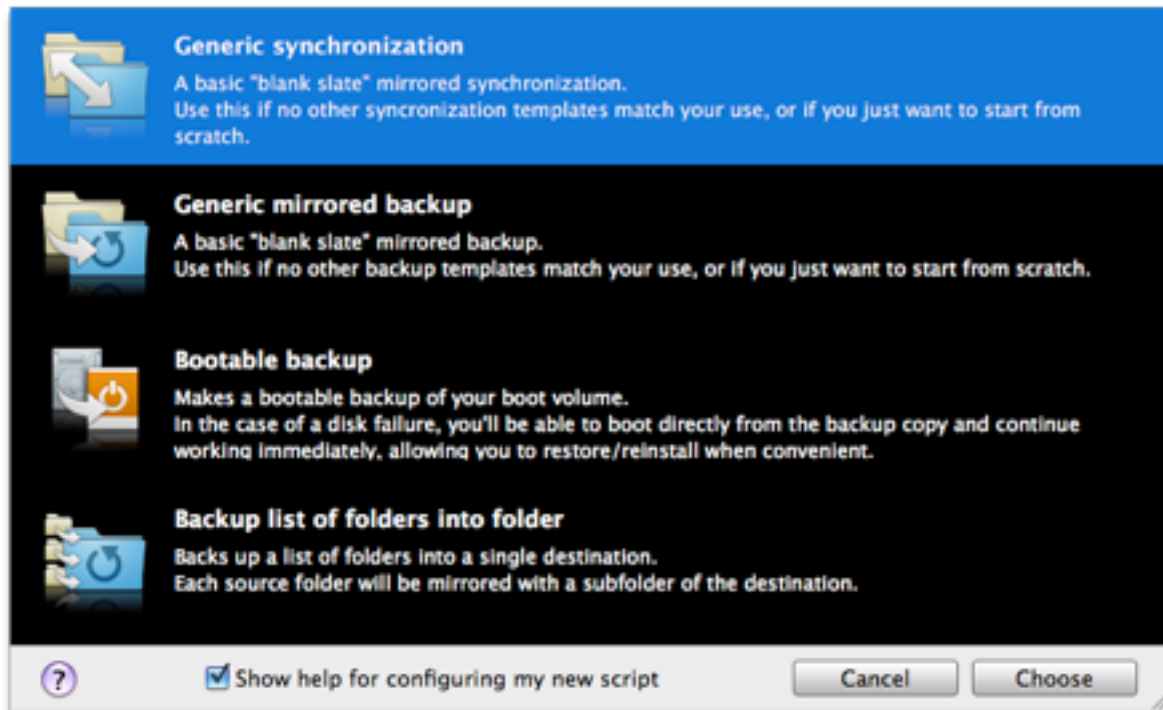 Generic synchronization
A basic "blank slate" mirrored synchronization.
Use this if no other syncronization templates match your use, or if you just want to start from
scratch.
Generic mirrored backup
A basic "blank slate" mirrored backup.
Use this if no other backup templates match your use, or if you just want to start from scratch.
Bootable backup
Makes a bootable backup of your boot volume.
In the case of a disk failure, you'll be able to boot directly from the backup copy and continue
working immediately, allowing you to restore/reinstall when convenient.
Backup list of folders into folder
Backs up a list of folders into a single destination.
Each source folder will be mirrored with a subfolder of the destination.
? Show help for configuring my new script Cancel Choose